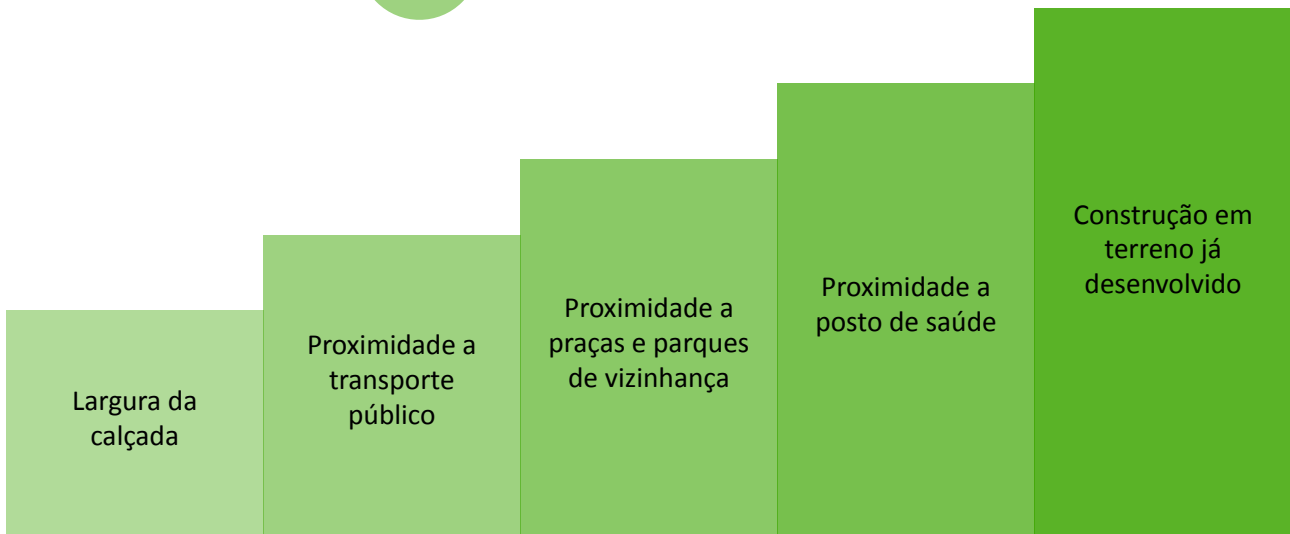 Largura da
calçada
Proximidade a
transporte
público
Proximidade a
praças e parques
de vizinhança
Proximidade a
posto de saúde
Construção em
terreno já
desenvolvido